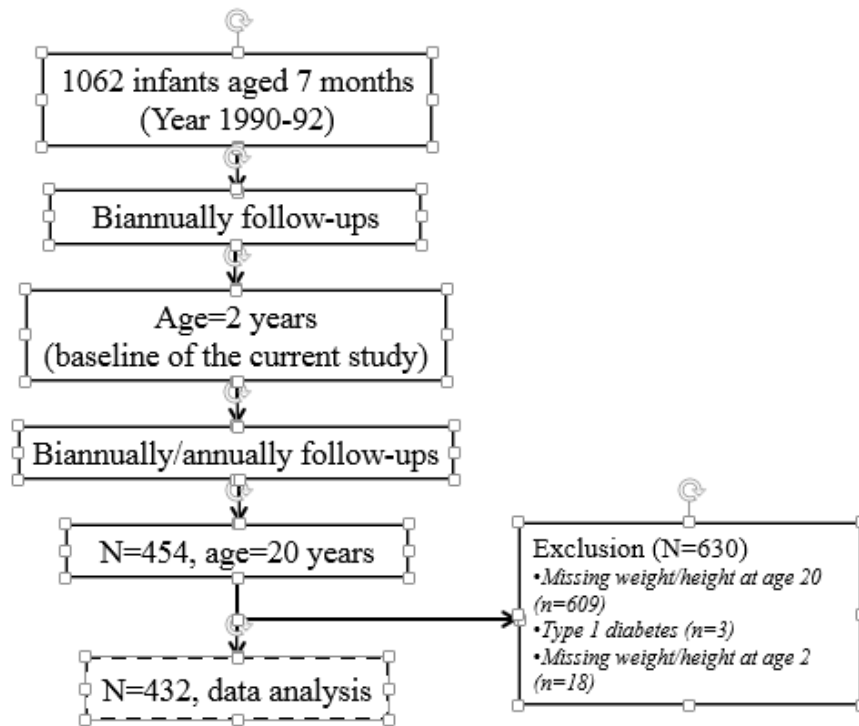 1062 infants aged 7 months
(Year 1990-92)
Biannually follow-ups
Age=2 years
(baseline of the current study)
Biannually/annually follow-ups
N=454, age=20 years
Exclusion (N=630)
•Missing weight/height at age 20
(n=609)
•Type 1 diabetes (n=3)
•Missing weight/height at age 2
(n=18)
N=432, data analysis